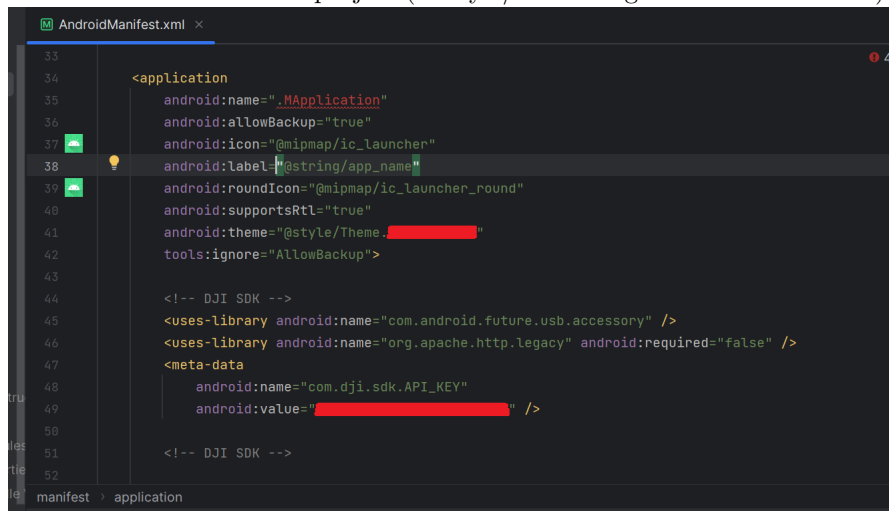 AndroidManifest.xml ×
33
34 <application
35 android:name=".MApplication"
36 android:allowBackup="true"
37 android:icon="@mipmap/ic_launcher"
38 android:label="@string/app_name"
39 android:roundIcon="@mipmap/ic_launcher_round"
40 android:supportsRtl="true"
41 android:theme="@style/Theme. "
42 tools:ignore="AllowBackup">
43
44 <!-- DJI SDK -->
45 <uses-library android:name="com.android.future.usb.accessory" />
46 <uses-library android:name="org.apache.http.legacy" android:required="false" />
47 <meta-data
48 android:name="com.dji.sdk.API_KEY"
49 android:value=" " />
50
51 <!-- DJI SDK -->
52
manifest > application